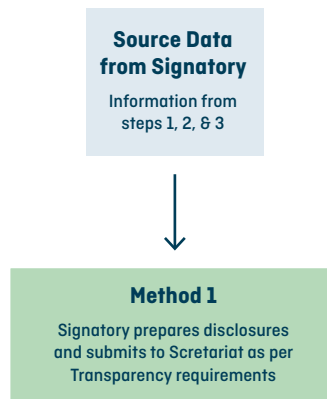 Source Data
from Signatory
Information from
steps 1, 2, & 3
Method 1
Signatory prepares disclosures
and submits to Scretariat as per
Transparency requirements